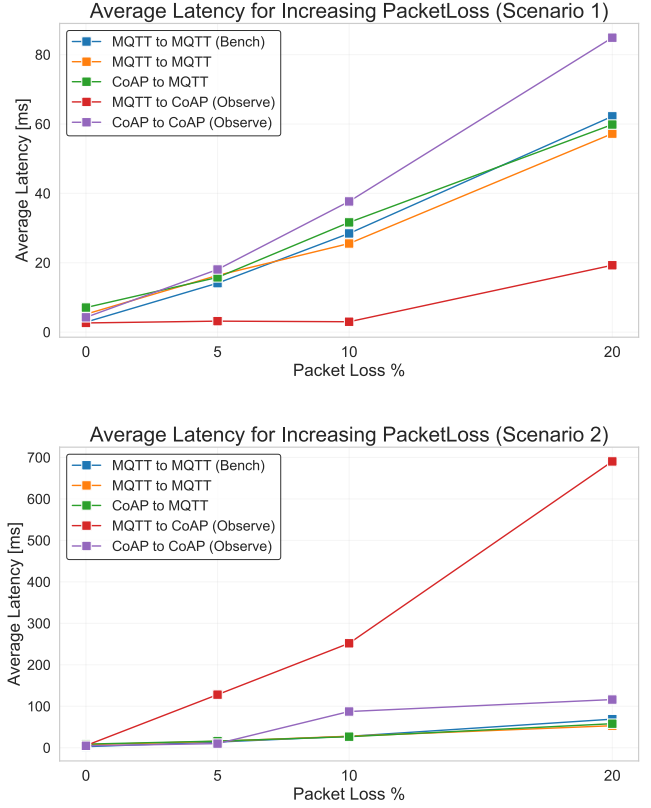 Average Latency for Increasing PacketLoss (Scenario 1)
MQTT to MQTT (Bench)
MQTT to MQTT
CoAP to MQTT
MQTT to CoAP (Observe)
CoAP to CoAP (Observe)
Average Latency [ms]
80
60
40
20
0
0 5 10 20
Packet Loss %
Average Latency for Increasing PacketLoss (Scenario 2)
MQTT to MQTT (Bench)
MQTT to MQTT
CoAP to MQTT
MQTT to CoAP (Observe)
CoAP to CoAP (Observe)
Average Latency [ms]
700
600
500
400
300
200
100
0
0 5 10 20
Packet Loss %